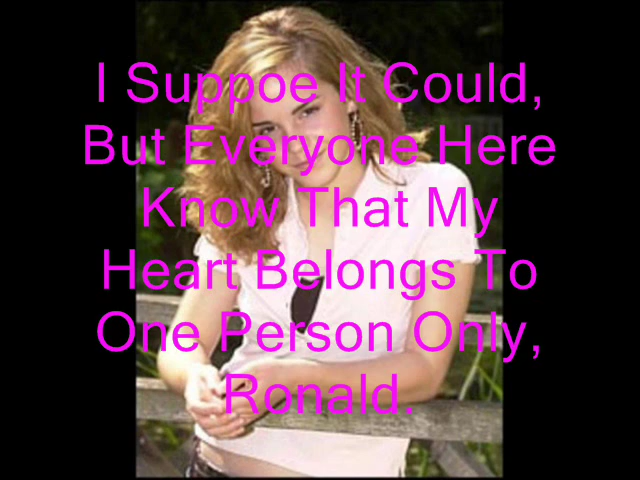 I Suppoe It Could,
But Everyone Here
Know That My
Heart Belongs To
One Person Only,
Ronald.